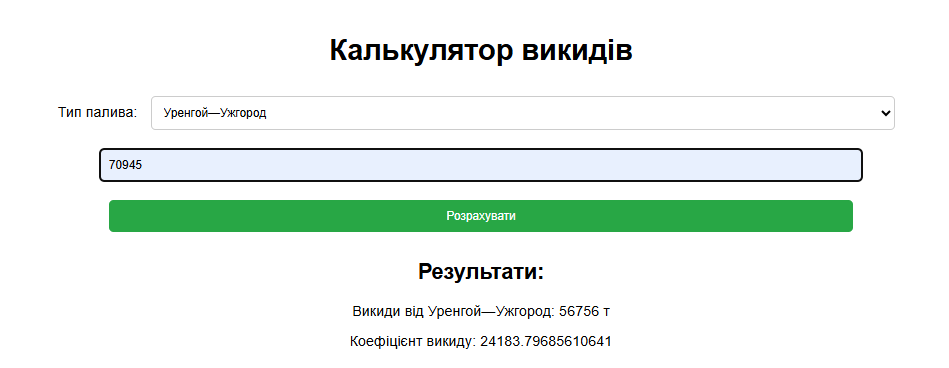 Калькулятор викидів
Тип палива: Уренгой—Ужгород
70945
Розрахувати
Результати:
Викиди від Уренгой—Ужгород: 56756 т
Коефіцієнт викиду: 24183.79685610641